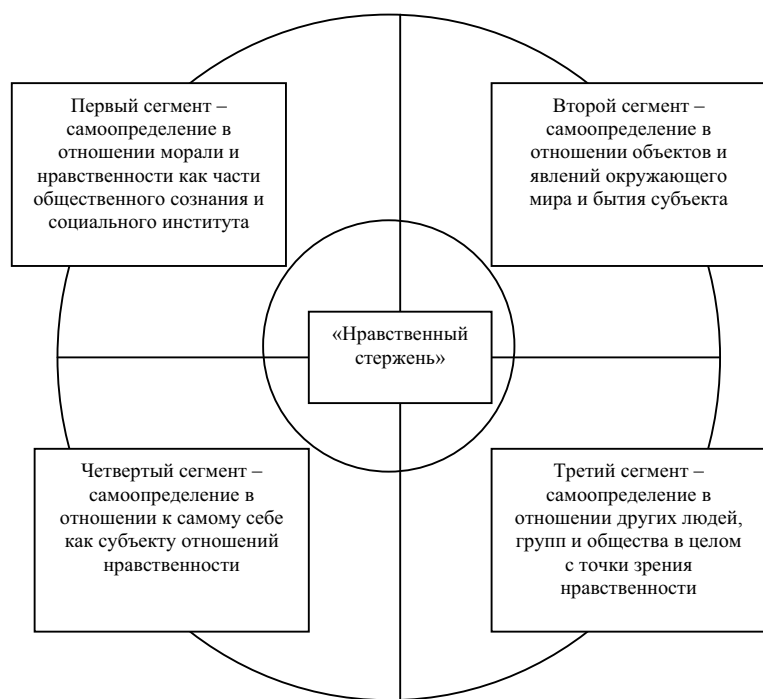 Первый сегмент –
самоопределение в
отношении морали и
нравственности как части
общественного сознания и
социального института
Второй сегмент –
самоопределение в
отношении объектов и
явлений окружающего
мира и бытия субъекта
«Нравственный
стержень»
Четвертый сегмент –
самоопределение в
отношении к самому себе
как субъекту отношений
нравственности
Третий сегмент –
самоопределение в
отношении других людей,
групп и общества в целом
с точки зрения
нравственности